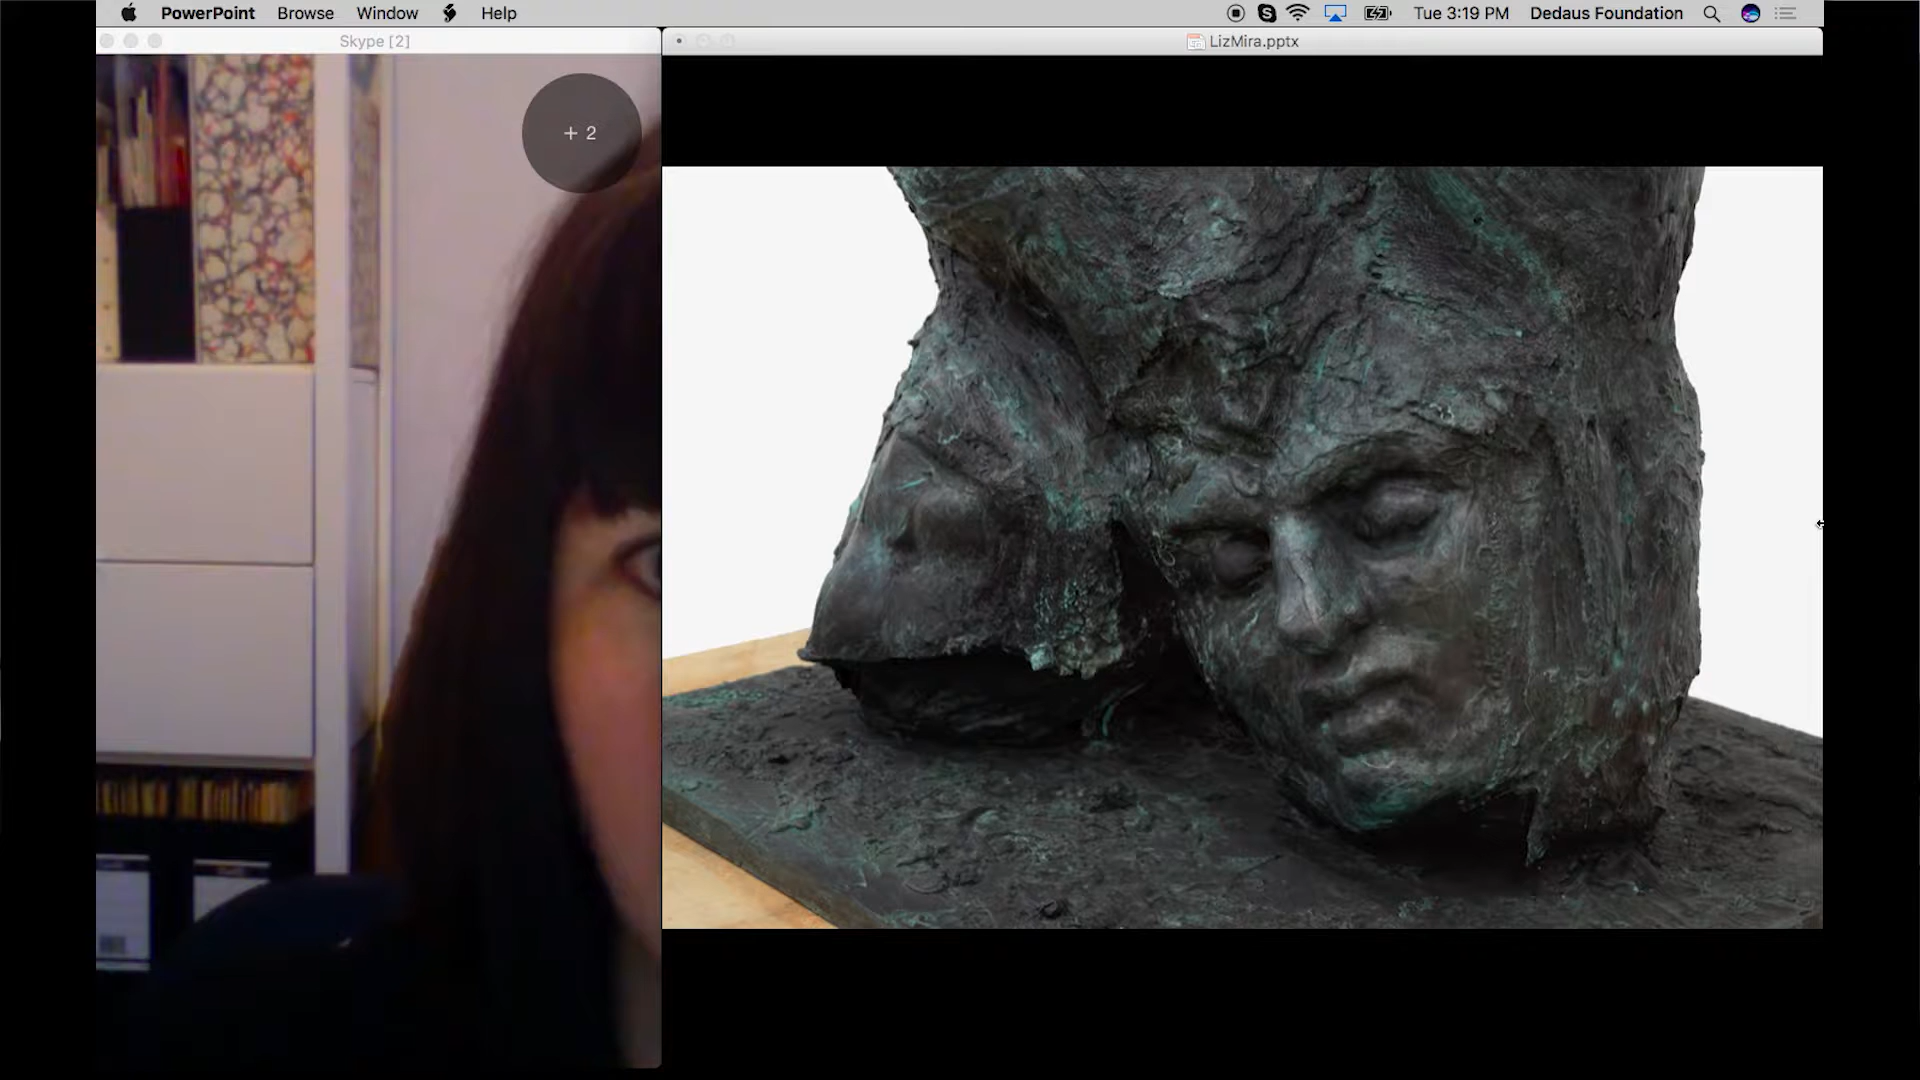 PowerPoint Browse Window Help Tue 3:19 PM Dedaus Foundation
Skype [2]
LizMira.pptx
+ 2